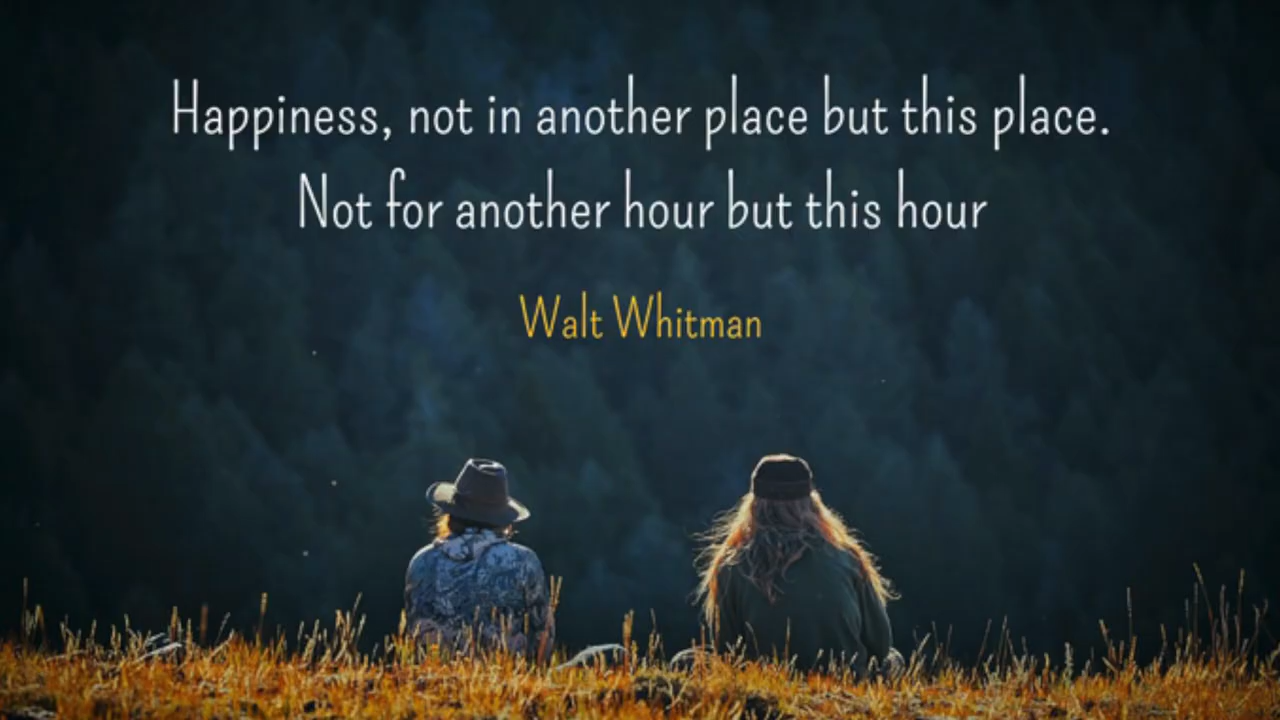 Happiness, not in another place but this place.
Not for another hour but this hour
Walt Whitman